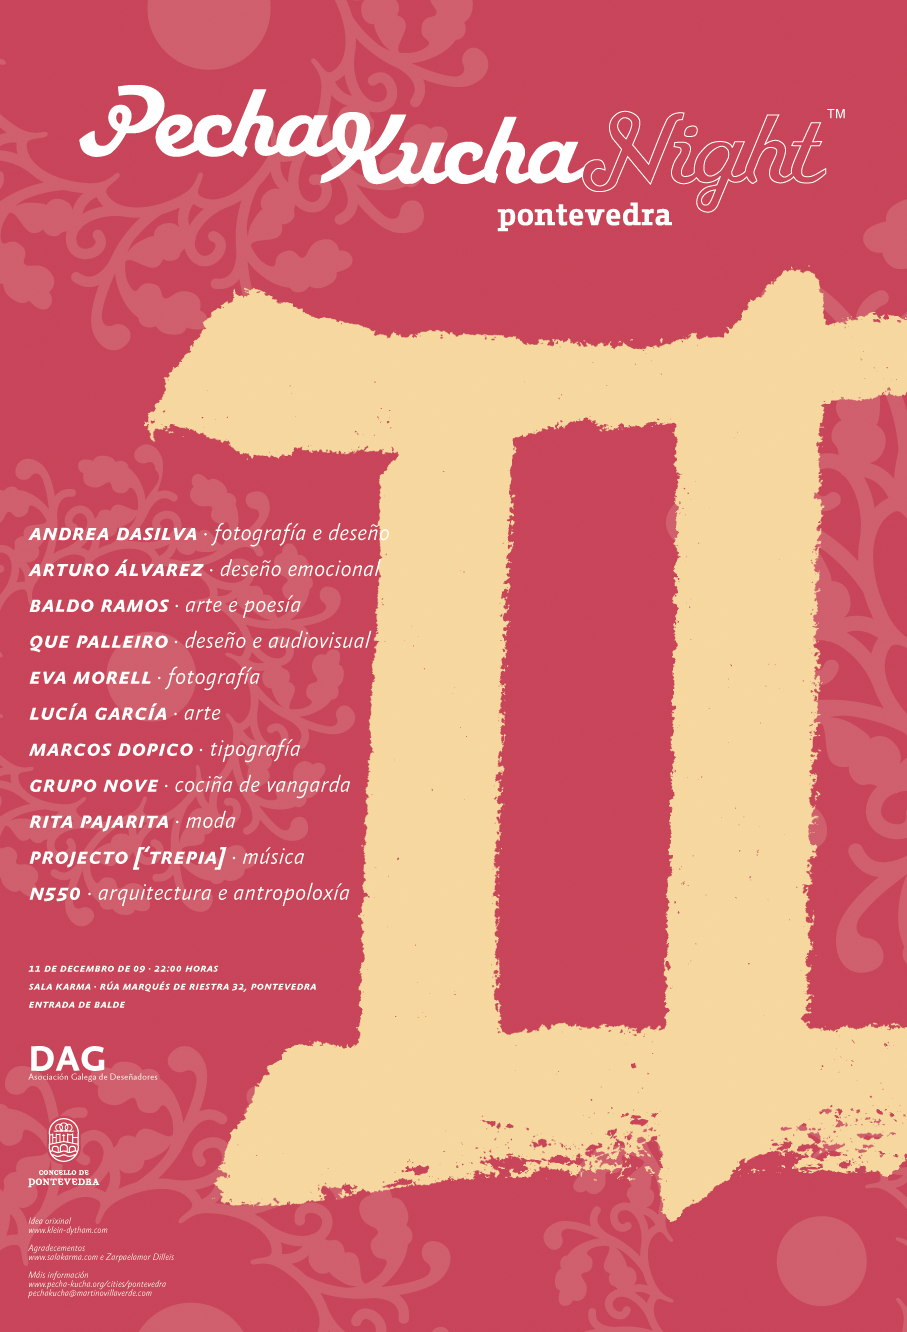 PechaKucha Night™
pontevedra
II
ANDREA DASILVA · fotografía e deseño
ARTURO ÁLVAREZ · deseño emocional
BALDO RAMOS · arte e poesía
QUE PALLEIRO · deseño e audiovisual
EVA MORELL · fotografía
LUCÍA GARCÍA · arte
MARCOS DOPICO · tipografía
GRUPO NOVE · cociña de vangarda
RITA PAJARITA · moda
PROJECTO [‘TREPIA] · música
N550 · arquitectura e antropoloxía
11 DE DECEMBRO DE 09 · 22:00 HORAS
SALA KARMA · RÚA MARQUÉS DE RIESTRA 32, PONTEVEDRA
ENTRADA DE BALDE
DAG
Asociación Galega de Deseñadores
CONCELLO DE
PONTEVEDRA
Idea orixinal
www.klein-dytham.com
Agradecementos
www.salakarma.com e Zarpaelamor Dilleis
Máis información
www.pecha-kucha.org/cities/pontevedra
pechakucha@martinovillaverde.com